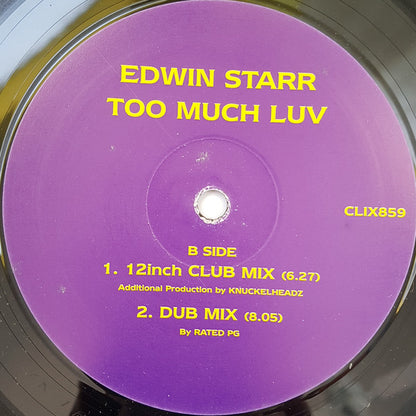 EDWIN STARR
TOO MUCH LUV
CLIX859
B SIDE
1. 12inch CLUB MIX (6.27)
Additional Production by KNUCKELHEADZ
2. DUB MIX (8.05)
By RATED PG